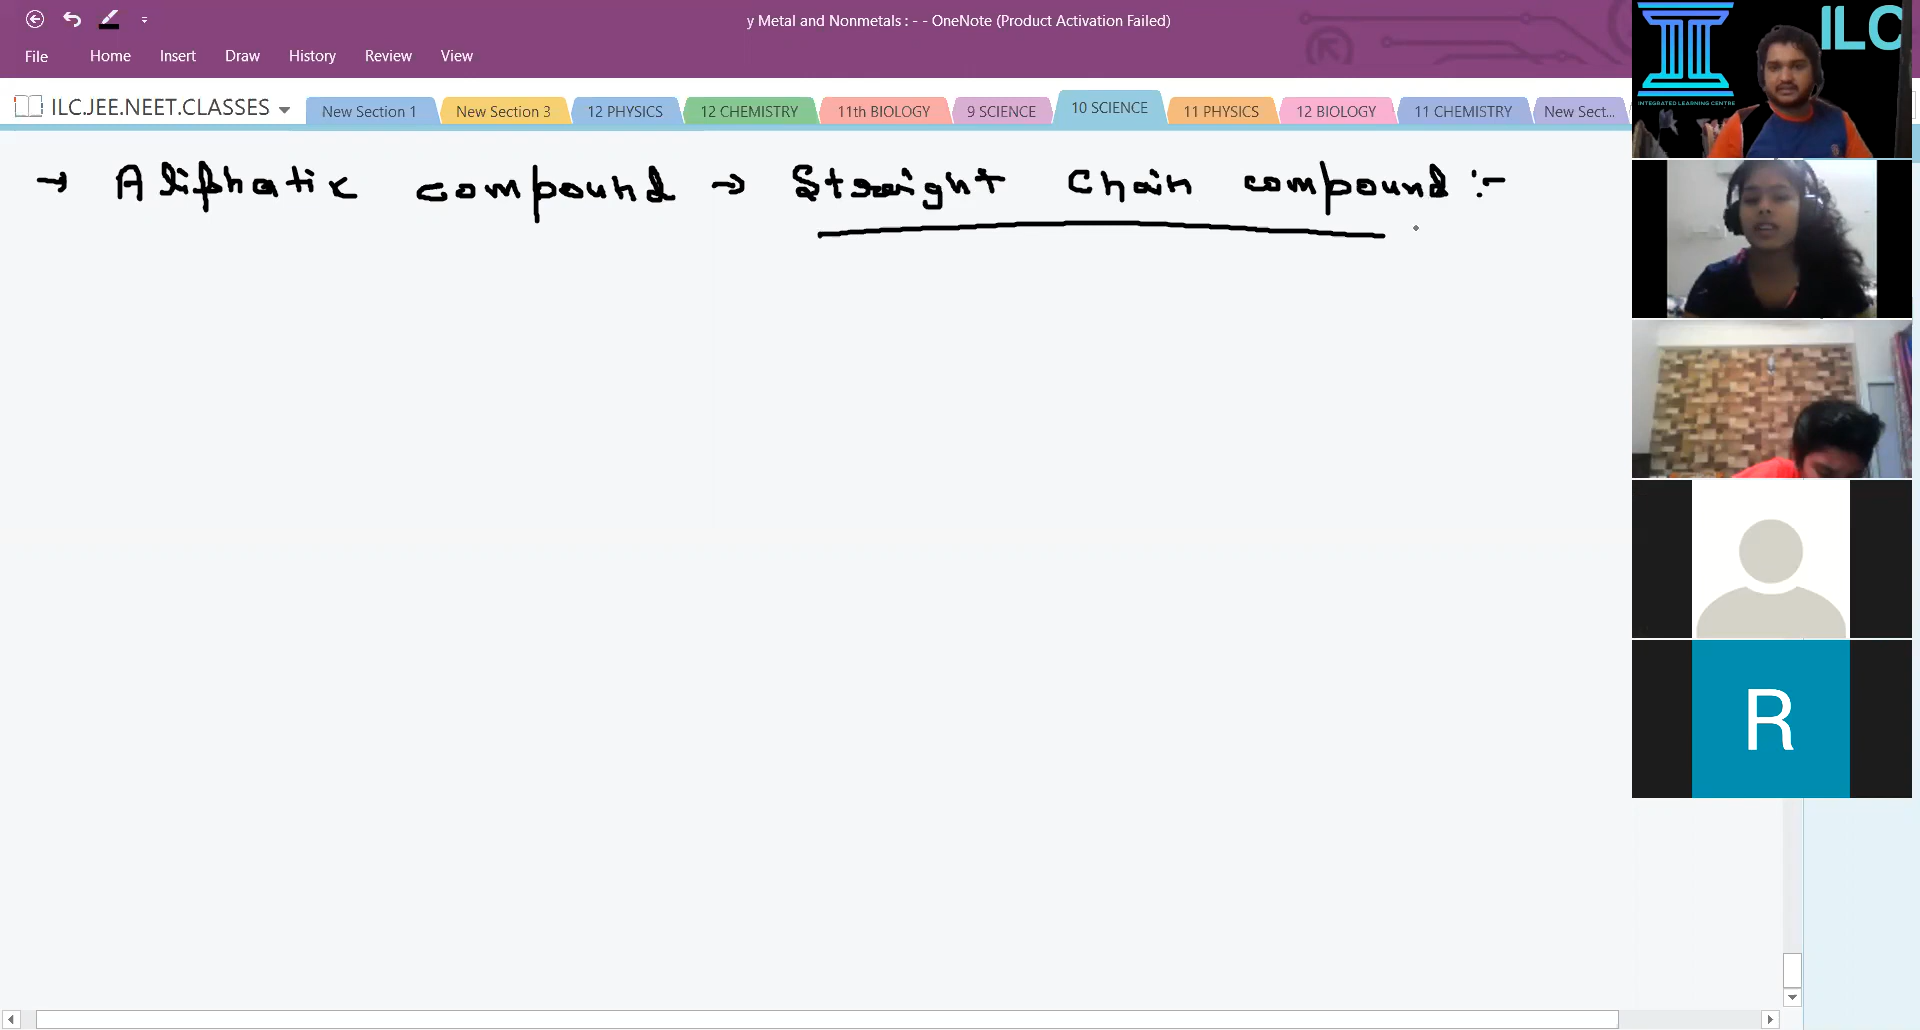 y Metal and Nonmetals : - - OneNote (Product Activation Failed)
File Home Insert Draw History Review View
ILC.JEE.NEET.CLASSES New Section 1 New Section 3 12 PHYSICS 12 CHEMISTRY 11th BIOLOGY 9 SCIENCE 10 SCIENCE 11 PHYSICS 12 BIOLOGY 11 CHEMISTRY New Sect...
→ Aliphatic compound → Straight Chain compound :-
ILC
INTEGRATED LEARNING CENTRE
R